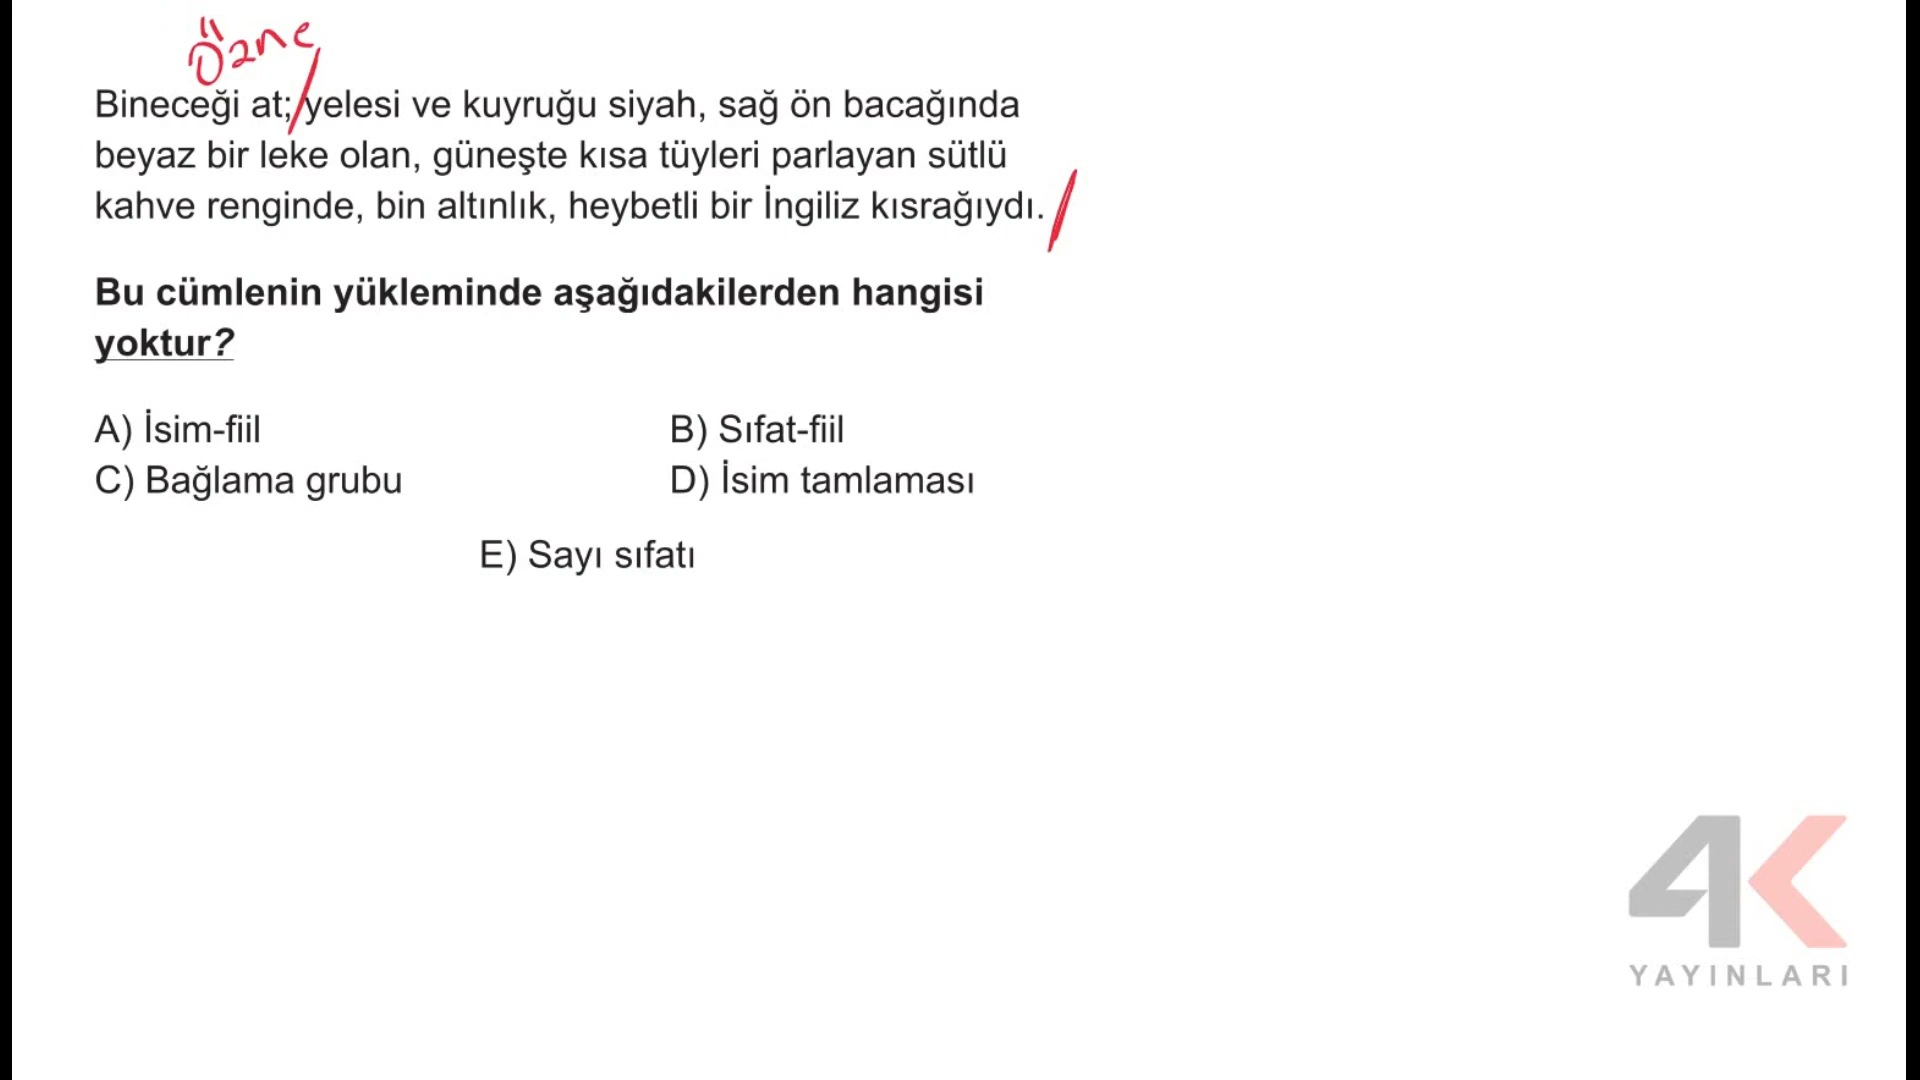 Özne
Bineceği at; yelesi ve kuyruğu siyah, sağ ön bacağında
beyaz bir leke olan, güneşte kısa tüyleri parlayan sütlü
kahve renginde, bin altınlık, heybetli bir İngiliz kısrağıydı.
Bu cümlenin yükleminde aşağıdakilerden hangisi
yoktur?
A) İsim-fiil
B) Sıfat-fiil
C) Bağlama grubu
D) İsim tamlaması
E) Sayı sıfatı
4K
YAYINLARI